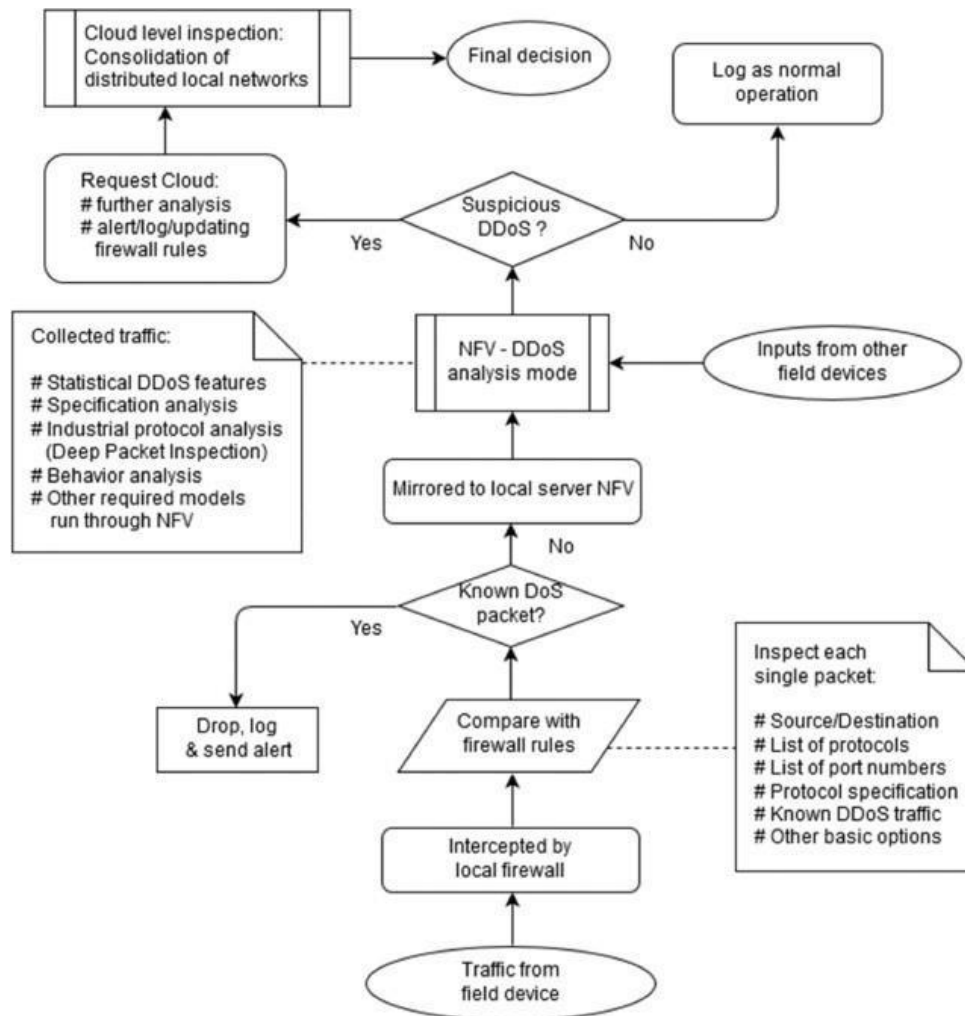 Cloud level inspection:
Consolidation of
distributed local networks
Final decision
Log as normal
operation
Request Cloud:
# further analysis
# alert/log/updating
firewall rules
Yes
Suspicious
DDoS ?
No
Collected traffic:
# Statistical DDoS features
# Specification analysis
# Industrial protocol analysis
(Deep Packet Inspection)
# Behavior analysis
# Other required models
run through NFV
NFV - DDoS
analysis mode
Inputs from other
field devices
Mirrored to local server NFV
No
Known DoS
packet?
Yes
Drop, log
& send alert
Compare with
firewall rules
Inspect each
single packet:
# Source/Destination
# List of protocols
# List of port numbers
# Protocol specification
# Known DDoS traffic
# Other basic options
Intercepted by
local firewall
Traffic from
field device